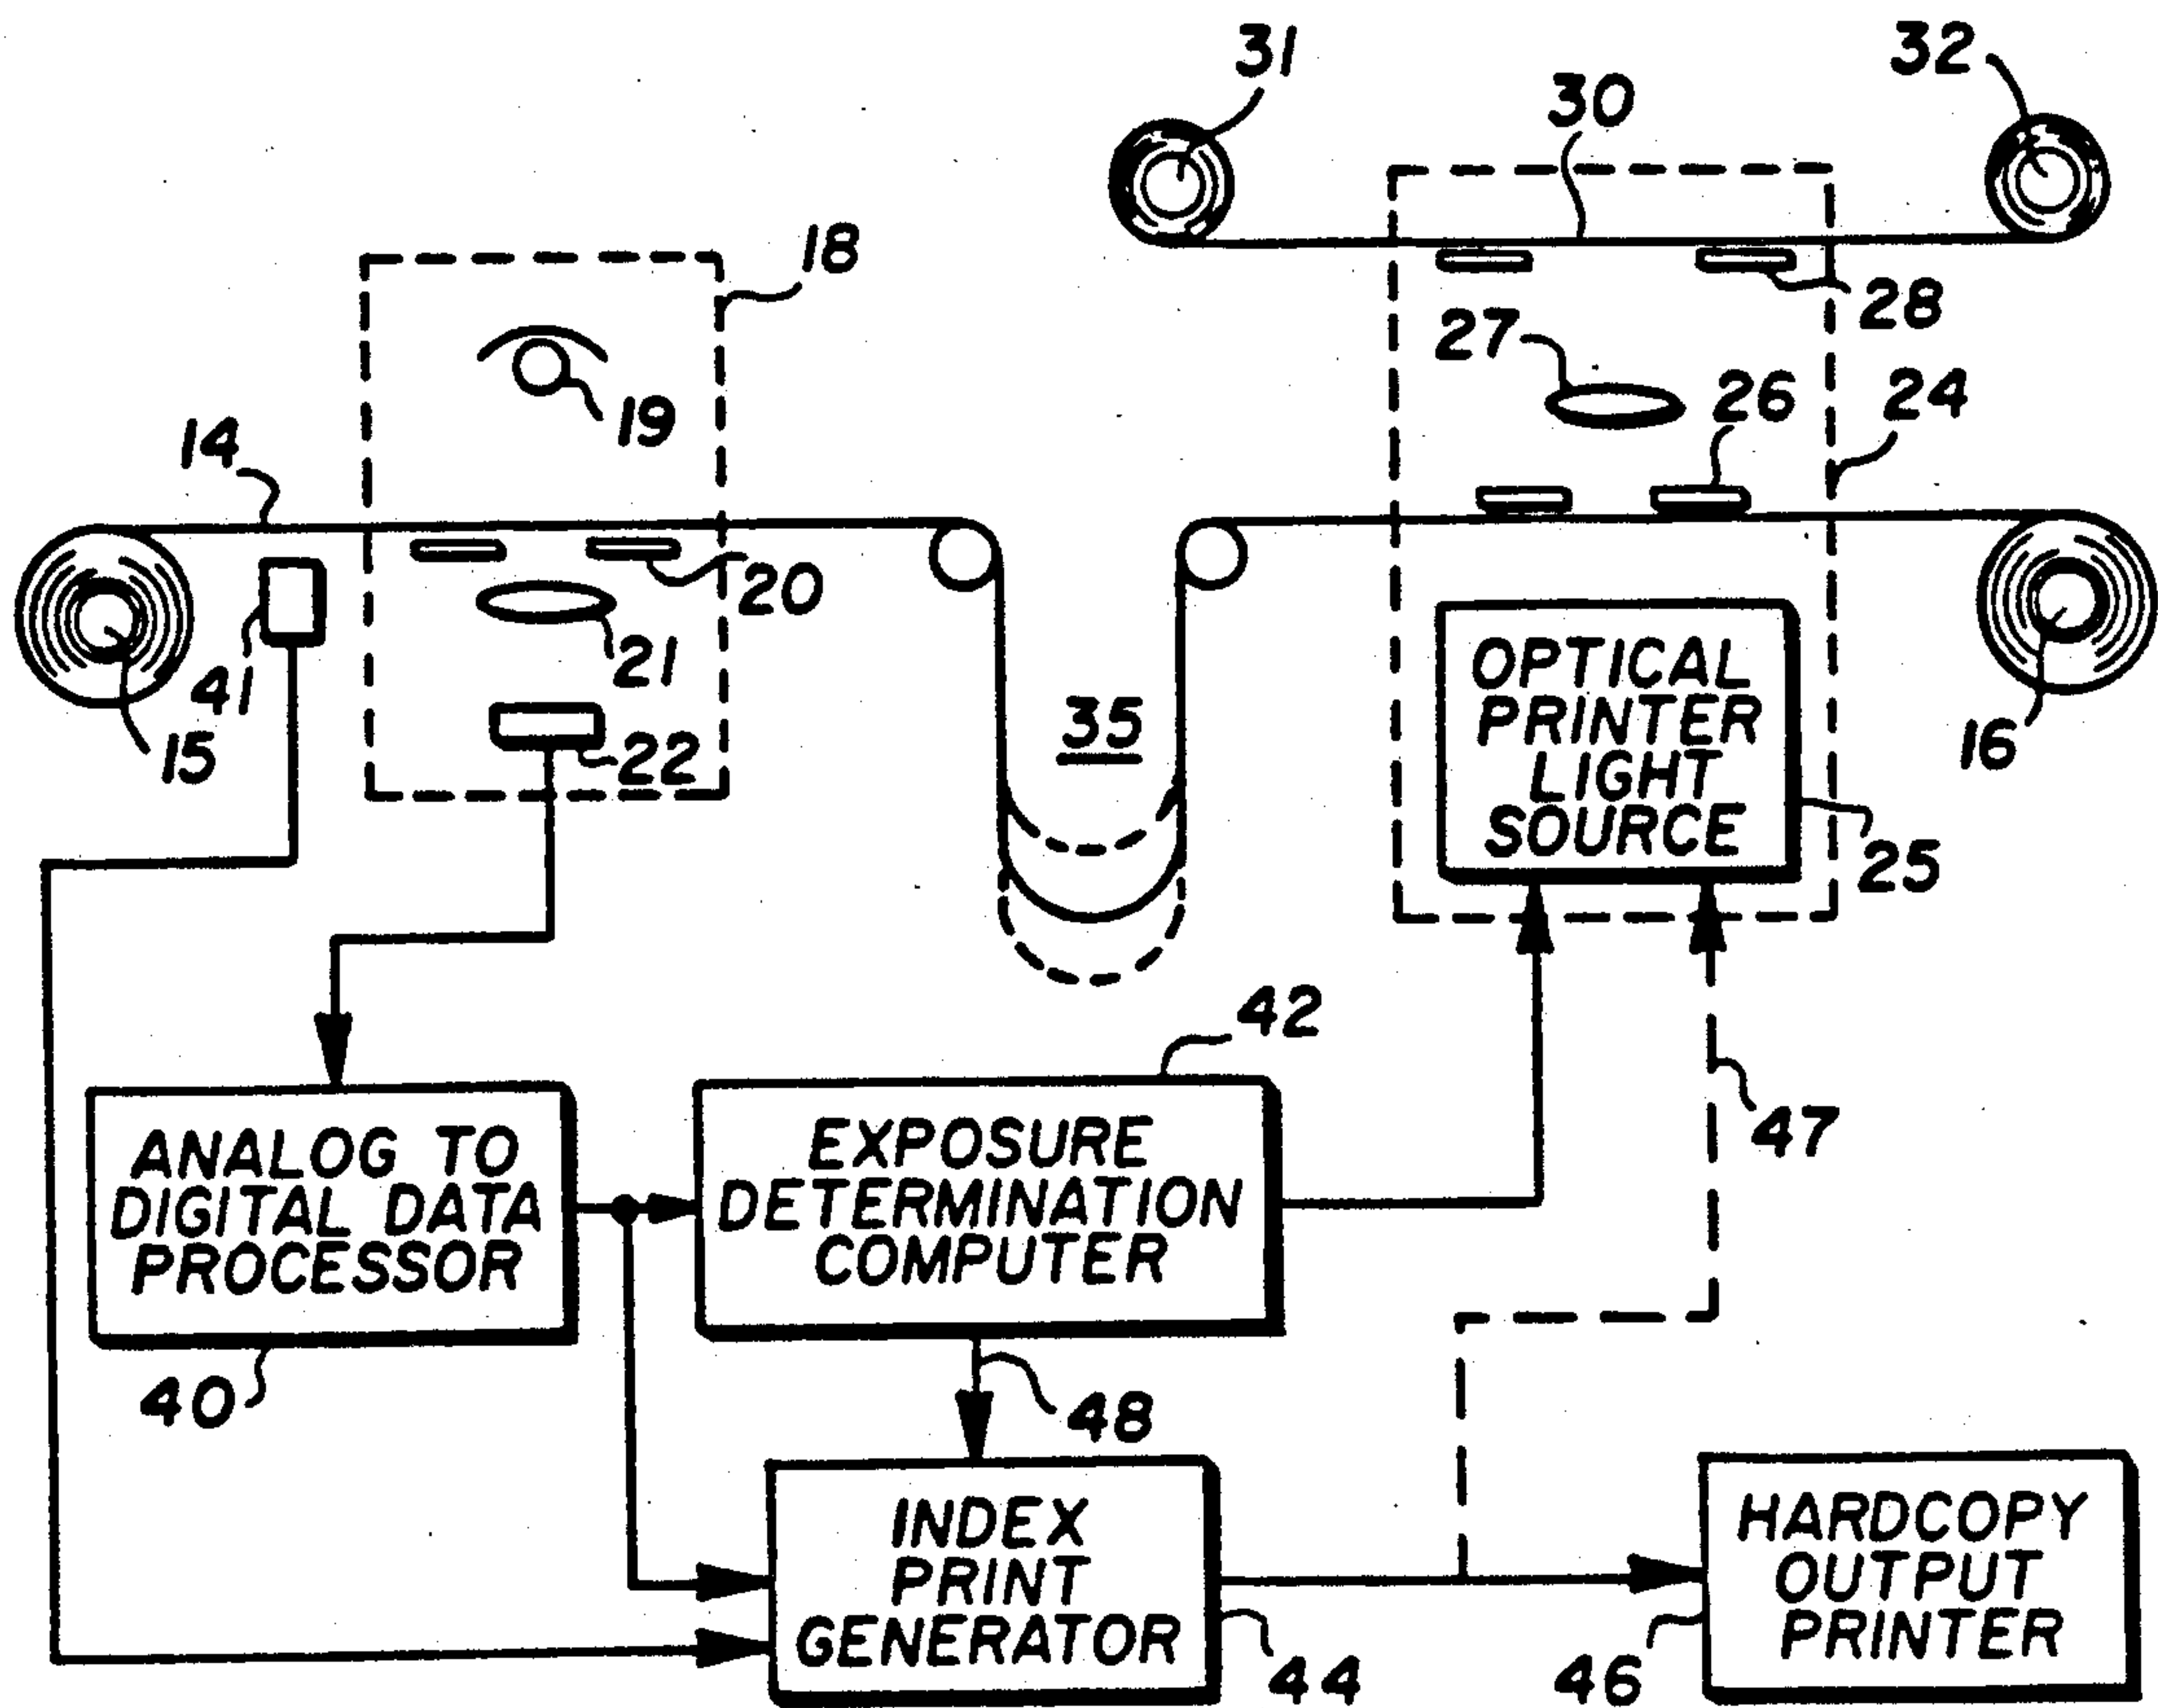 31
32
30
18
28
27
26
24
19
14
20
21
41
22
15
35
OPTICAL
PRINTER
LIGHT
SOURCE
16
25
42
47
ANALOG TO
DIGITAL DATA
PROCESSOR
EXPOSURE
DETERMINATION
COMPUTER
40
48
INDEX
PRINT
GENERATOR
HARDCOPY
OUTPUT
PRINTER
44
46